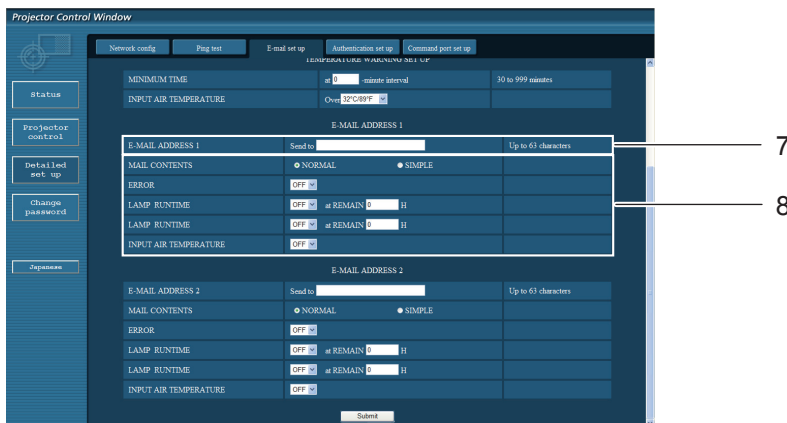 Projector Control Window
Network config Ping test E-mail set up Authentication set up Command port set up
TEMPERATURE WARNING SET UP
MINIMUM TIME at 0 -minute interval 30 to 999 minutes
INPUT AIR TEMPERATURE Over 32°C/89°F
Status
Projector control
Detailed set up
Change password
Japanese
E-MAIL ADDRESS 1
E-MAIL ADDRESS 1 Send to Up to 63 characters 7
MAIL CONTENTS NORMAL SIMPLE
ERROR OFF
LAMP RUNTIME OFF at REMAIN 0 H 8
LAMP RUNTIME OFF at REMAIN 0 H
INPUT AIR TEMPERATURE OFF
E-MAIL ADDRESS 2
E-MAIL ADDRESS 2 Send to Up to 63 characters
MAIL CONTENTS NORMAL SIMPLE
ERROR OFF
LAMP RUNTIME OFF at REMAIN 0 H
LAMP RUNTIME OFF at REMAIN 0 H
INPUT AIR TEMPERATURE OFF
Submit